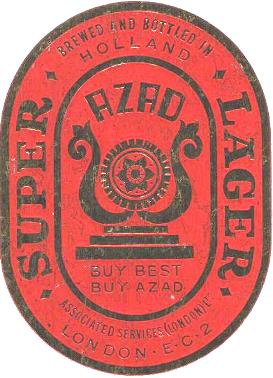 BREWED AND BOTTLED IN
HOLLAND
AZAD
SUPER
LAGER
BUY BEST
BUY AZAD
ASSOCIATED SERVICES (LONDON) Lᵀᴰ
LONDON · E·C·2